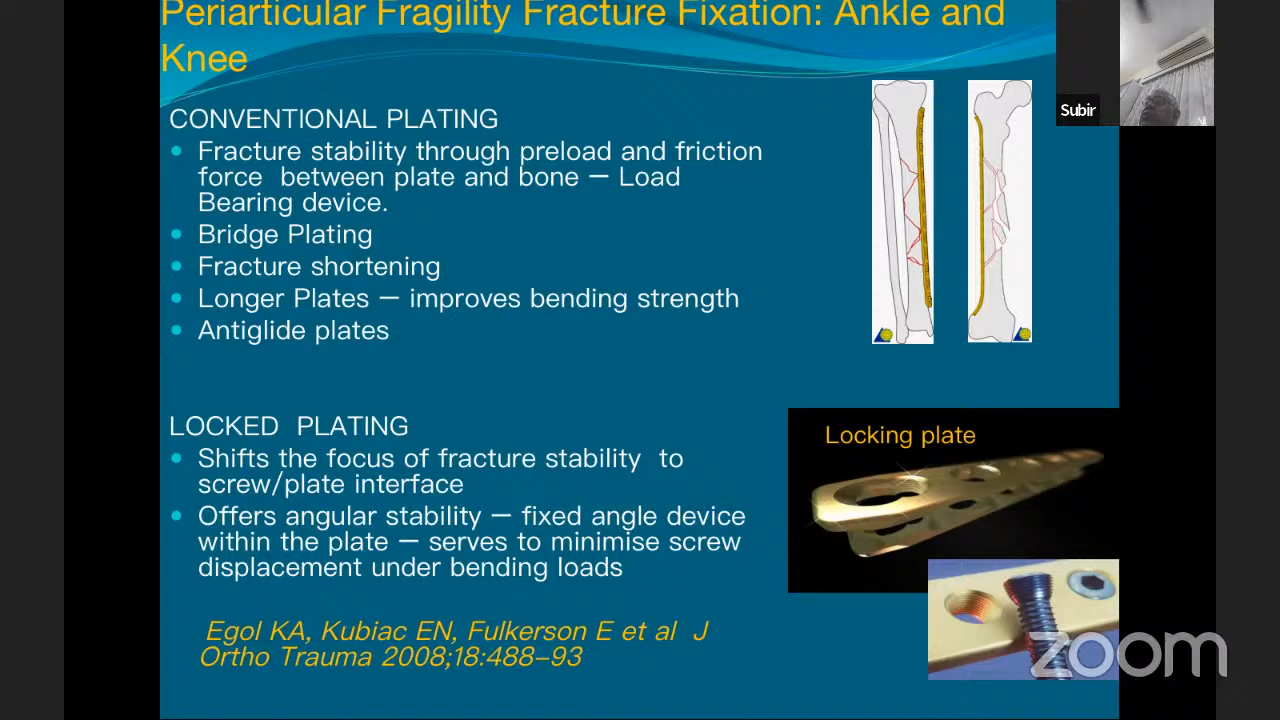 Periarticular Fragility Fracture Fixation: Ankle and
Knee
Subir
CONVENTIONAL PLATING
Fracture stability through preload and friction
force between plate and bone – Load
Bearing device.
Bridge Plating
Fracture shortening
Longer Plates – improves bending strength
Antiglide plates
LOCKED PLATING
Shifts the focus of fracture stability to
screw/plate interface
Offers angular stability – fixed angle device
within the plate – serves to minimise screw
displacement under bending loads
Egol KA, Kubiac EN, Fulkerson E et al J
Ortho Trauma 2008;18:488–93
Locking plate
zoom